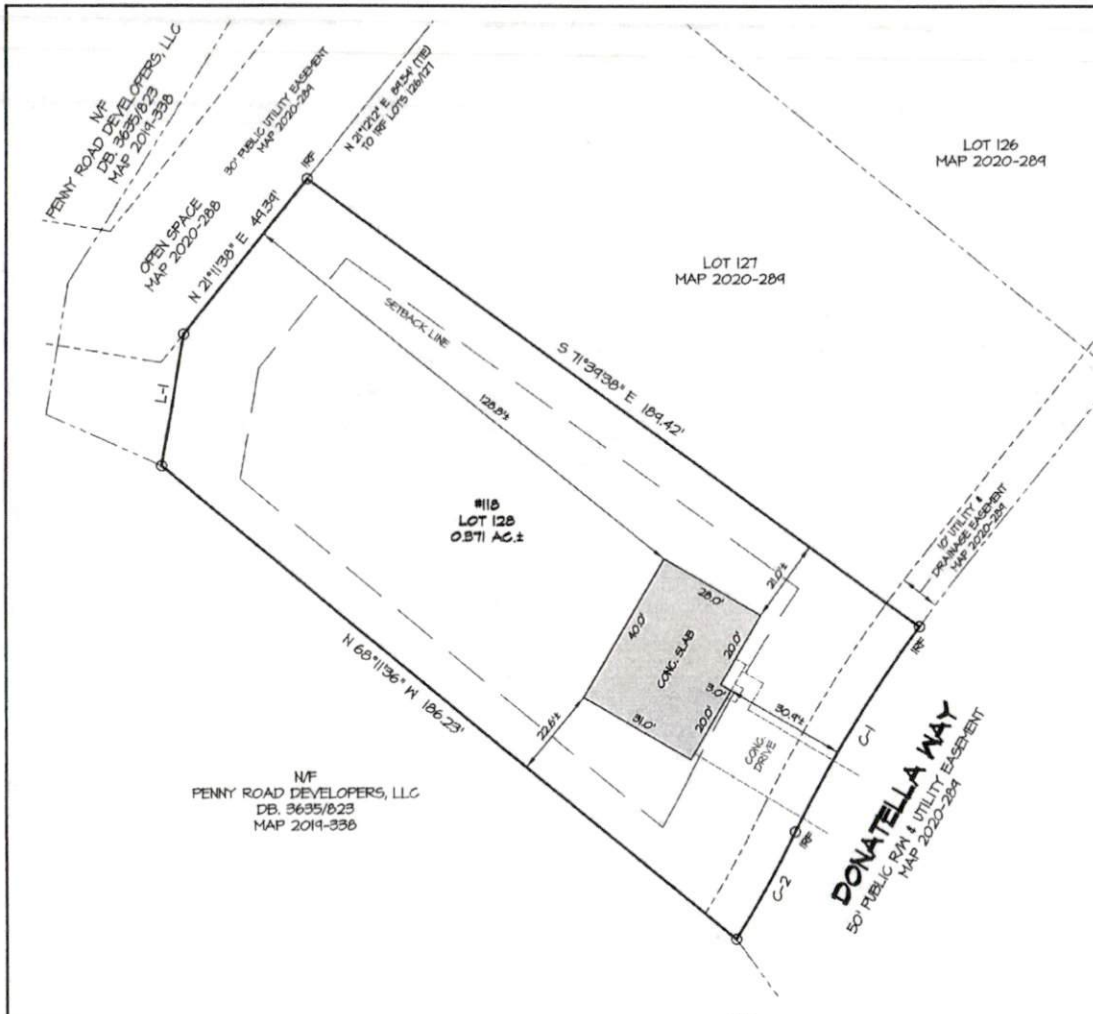 N/F
PENNY ROAD DEVELOPERS, LLC
DB. 3635/823
MAP 2019-338
OPEN SPACE
MAP 2020-288
30' PUBLIC UTILITY EASEMENT
MAP 2020-289
N 21°12'12" E 89.54' (TIE)
TO IRF LOTS 126/127
IRF
N 21°11'38" E 49.39'
L-1
SETBACK LINE
128.8'±
S 71°39'38" E 189.42'
LOT 126
MAP 2020-289
LOT 127
MAP 2020-289
10' UTILITY &
DRAINAGE EASEMENT
MAP 2020-289
#118
LOT 128
0.371 AC.±
28.0'
21.0'±
40.0'
CONC. SLAB
20.0'
3.0'
20.0'
31.0'
22.6'±
30.9'±
CONC.
DRIVE
IRF
C-1
IRF
C-2
N 68°11'36" W 186.23'
N/F
PENNY ROAD DEVELOPERS, LLC
DB. 3635/823
MAP 2019-338
DONATELLA WAY
50' PUBLIC R/W & UTILITY EASEMENT
MAP 2020-289